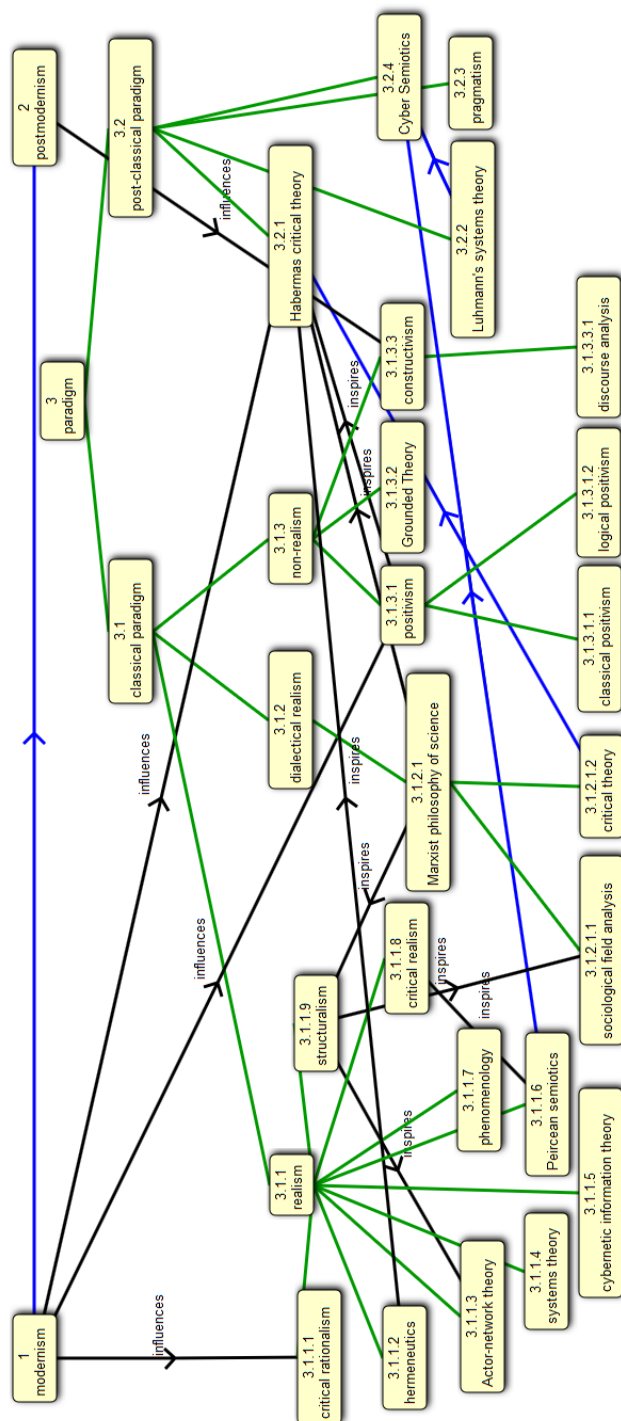 1
modernism
2
postmodernism
3
paradigm
3.1
classical paradigm
3.2
post-classical paradigm
influences
influences
influences
influences
3.1.1
realism
3.1.2
dialectical realism
3.1.3
non-realism
3.2.1
Habermas critical theory
3.1.1.1
critical rationalism
3.1.1.9
structuralism
inspires
inspires
inspires
inspires
3.1.1.2
hermeneutics
3.1.1.8
critical realism
3.1.2.1
Marxist philosophy of science
3.1.3.1
positivism
3.1.3.2
Grounded Theory
3.1.3.3
constructivism
3.2.4
Cyber Semiotics
inspires
inspires
inspires
3.1.1.3
Actor-network theory
3.1.1.7
phenomenology
3.2.2
Luhmann's systems theory
3.2.3
pragmatism
3.1.1.4
systems theory
3.1.1.6
Peircean semiotics
3.1.1.5
cybernetic information theory
3.1.2.1.1
sociological field analysis
3.1.2.1.2
critical theory
3.1.3.1.1
classical positivism
3.1.3.1.2
logical positivism
3.1.3.3.1
discourse analysis